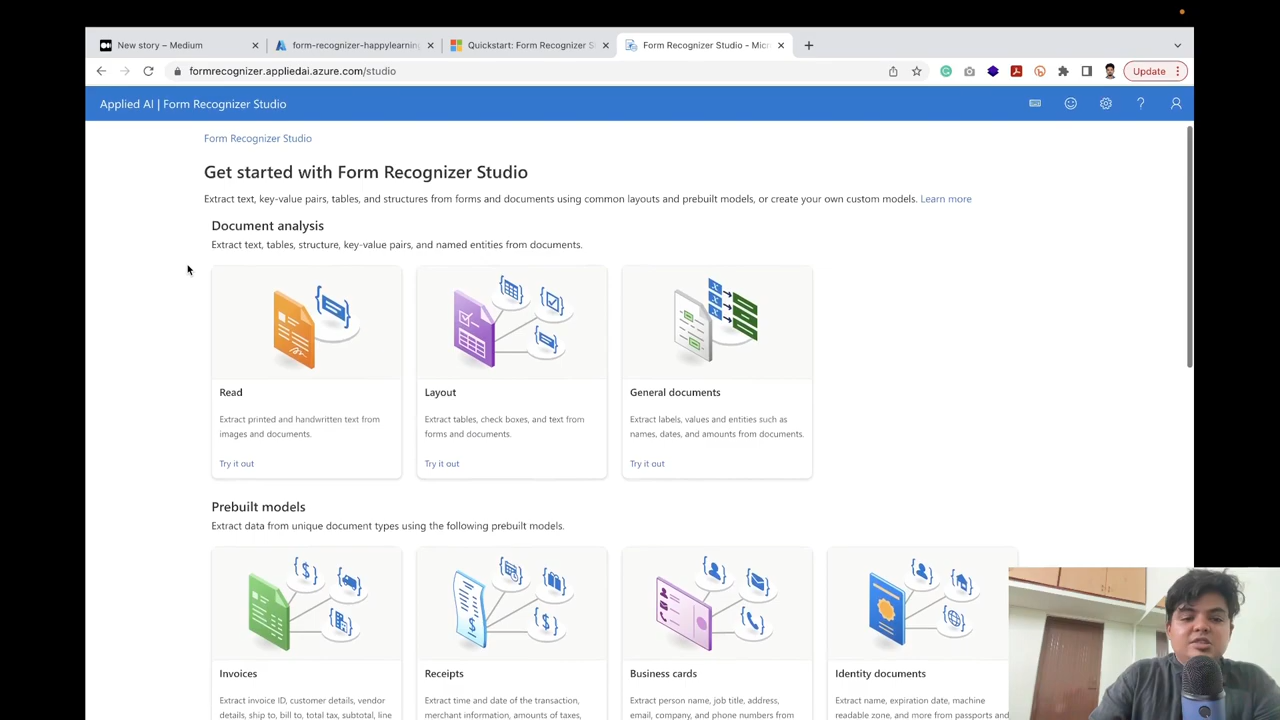 New story – Medium
form-recognizer-happylearning
Quickstart: Form Recognizer S
Form Recognizer Studio - Micr
formrecognizer.appliedai.azure.com/studio
Update
Applied AI | Form Recognizer Studio
Form Recognizer Studio
Get started with Form Recognizer Studio
Extract text, key-value pairs, tables, and structures from forms and documents using common layouts and prebuilt models, or create your own custom models. Learn more
Document analysis
Extract text, tables, structure, key-value pairs, and named entities from documents.
Read
Extract printed and handwritten text from
images and documents.
Try it out
Layout
Extract tables, check boxes, and text from
forms and documents.
Try it out
General documents
Extract labels, values and entities such as
names, dates, and amounts from documents.
Try it out
Prebuilt models
Extract data from unique document types using the following prebuilt models.
Invoices
Extract invoice ID, customer details, vendor
details, ship to, bill to, total tax, subtotal, line
Receipts
Extract time and date of the transaction,
merchant information, amounts of taxes,
Business cards
Extract person name, job title, address,
email, company, and phone numbers from
Identity documents
Extract name, expiration date, machine
readable zone, and more from passports and